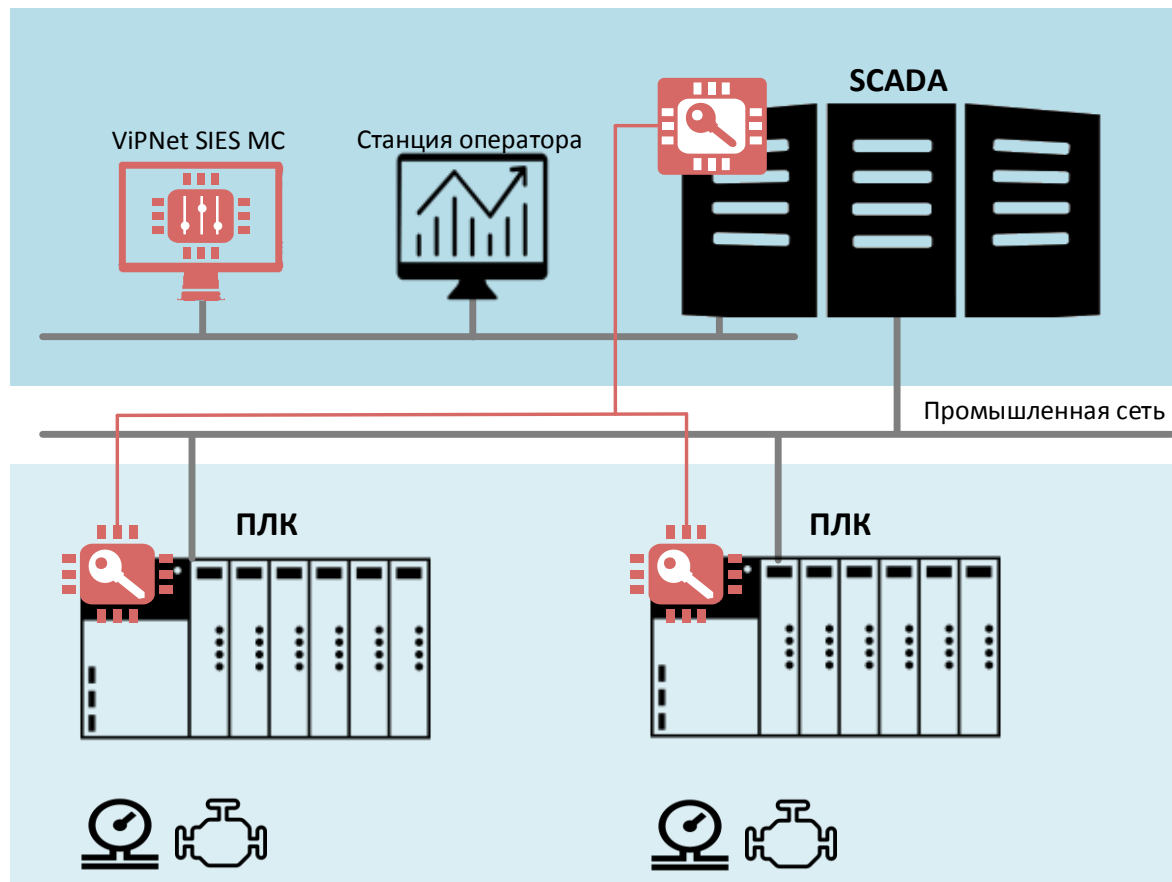 SCADA
ViPNet SIES MC
Станция оператора
Промышленная сеть
ПЛК
ПЛК